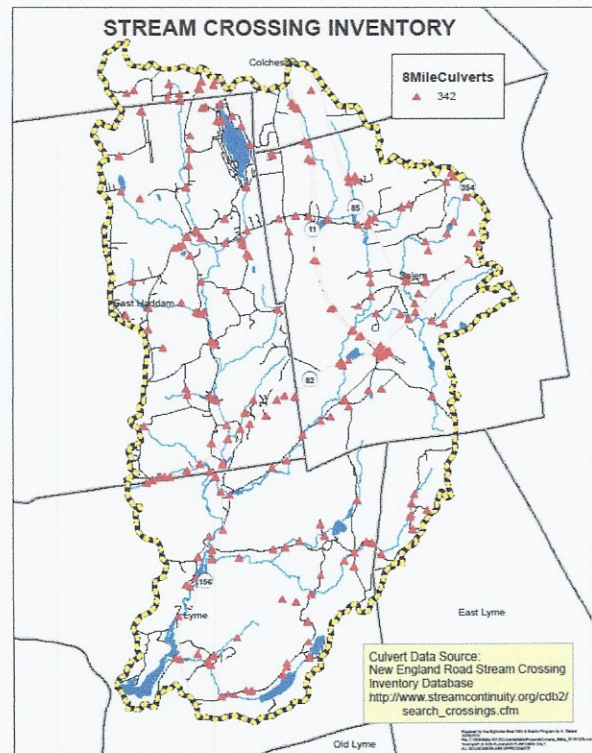 STREAM CROSSING INVENTORY
Colchester
8MileCulverts
342
354
85
11
Salem
East Haddam
82
156
Lyme
East Lyme
Culvert Data Source:
New England Road Stream Crossing
Inventory Database
http://www.streamcontinuity.org/cdb2/
search_crossings.cfm
Old Lyme